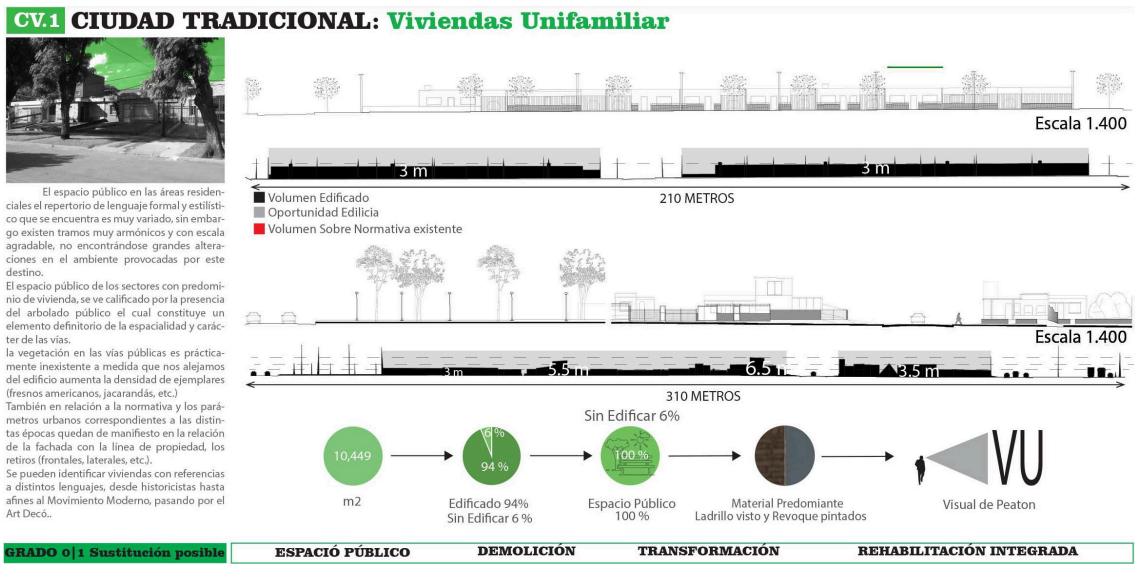 CV.1 CIUDAD TRADICIONAL: Viviendas Unifamiliar
El espacio público en las áreas residen-
ciales el repertorio de lenguaje formal y estilísti-
co que se encuentra es muy variado, sin embar-
go existen tramos muy armónicos y con escala
agradable, no encontrándose grandes altera-
ciones en el ambiente provocadas por este
destino.
El espacio público de los sectores con predomi-
nio de vivienda, se ve calificado por la presencia
del arbolado público el cual constituye un
elemento definitorio de la espacialidad y carác-
ter de las vías.
la vegetación en las vías públicas es práctica-
mente inexistente a medida que nos alejamos
del edificio aumenta la densidad de ejemplares
(fresnos americanos, jacarandás, etc.)
También en relación a la normativa y los pará-
metros urbanos correspondientes a las distin-
tas épocas quedan de manifiesto en la relación
de la fachada con la línea de propiedad, los
retiros (frontales, laterales, etc.).
Se pueden identificar viviendas con referencias
a distintos lenguajes, desde historicistas hasta
afines al Movimiento Moderno, pasando por el
Art Decó..
Escala 1.400
3 m
3 m
210 METROS
Volumen Edificado
Oportunidad Edilicia
Volumen Sobre Normativa existente
Escala 1.400
3 m
5.5 m
6.5 m
3.5 m
310 METROS
Sin Edificar 6%
10,449
m2
6 %
94 %
Edificado 94%
Sin Edificar 6 %
100 %
Espacio Público
100 %
Material Predomiante
Ladrillo visto y Revoque pintados
VU
Visual de Peaton
GRADO 0|1 Sustitución posible
ESPACIÓ PÚBLICO
DEMOLICIÓN
TRANSFORMACIÓN
REHABILITACIÓN INTEGRADA